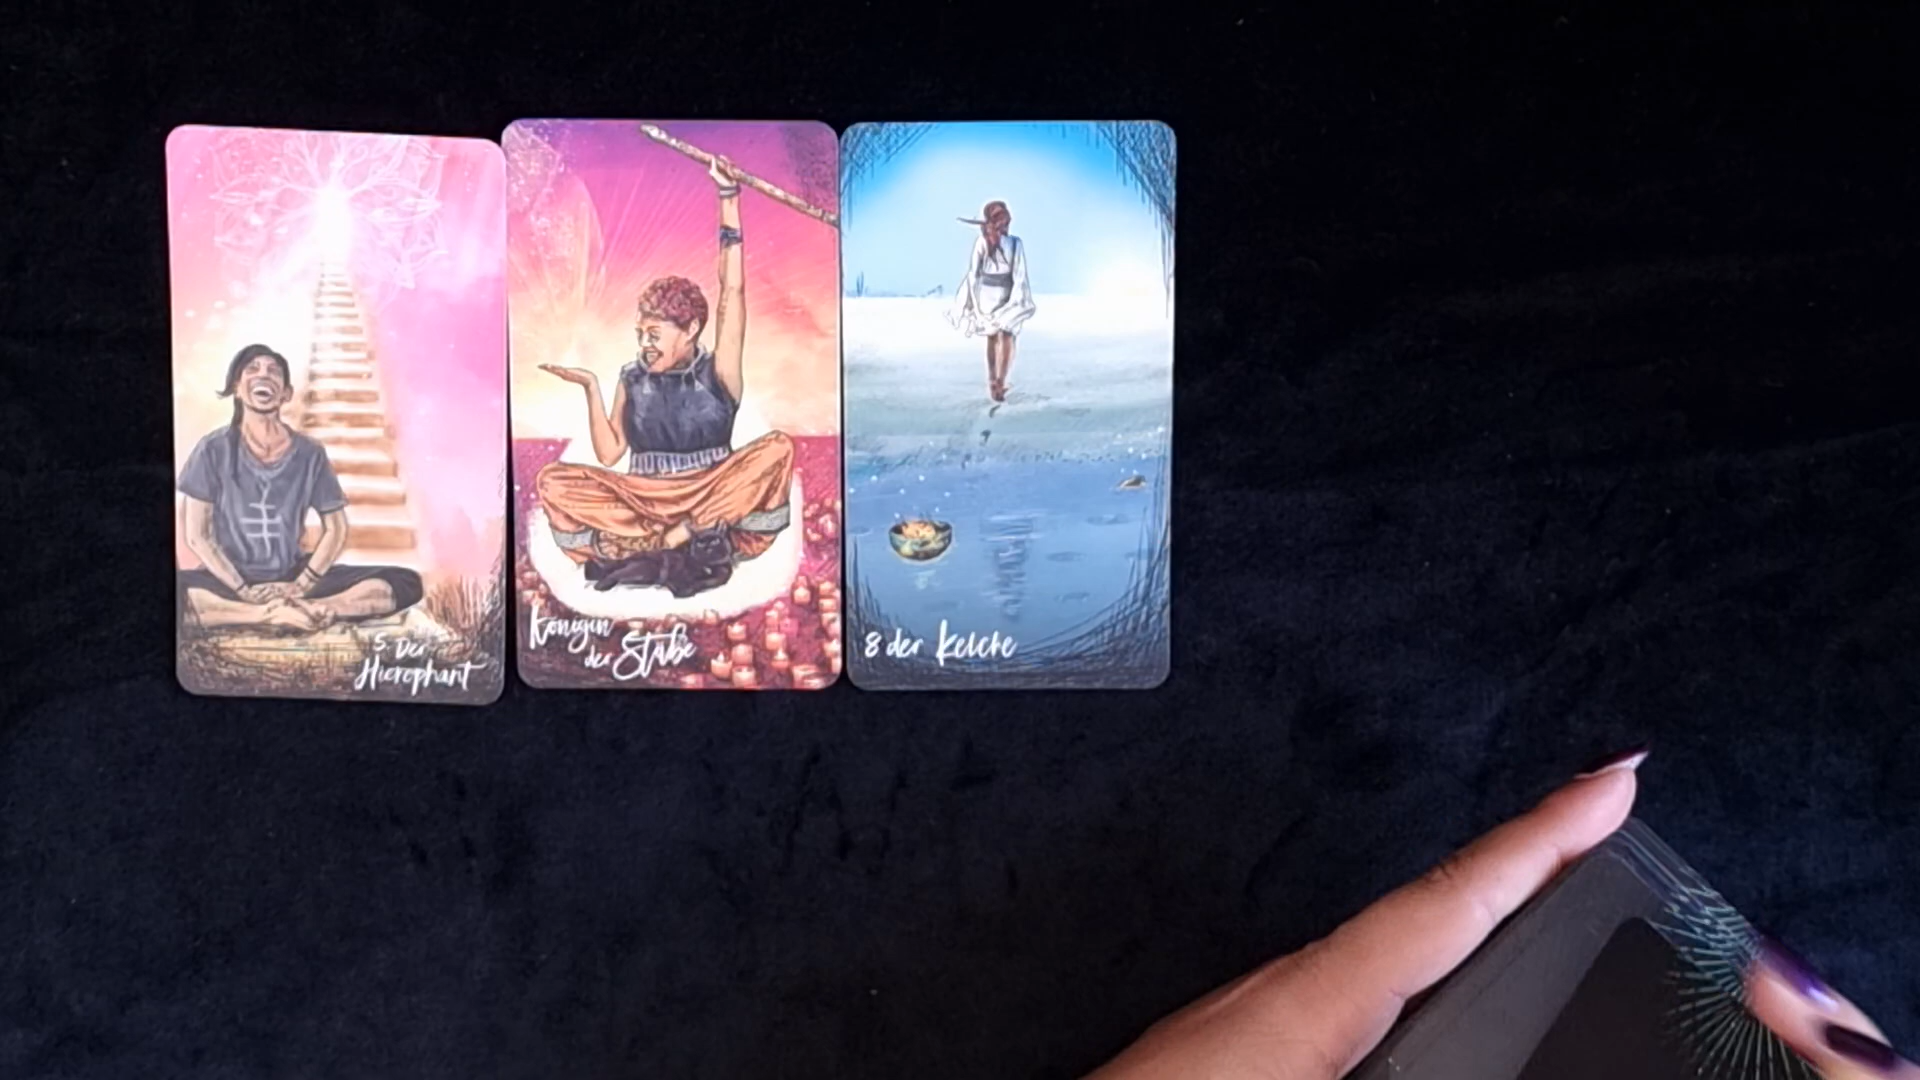 5. Der
Hierophant
Königin
der Stäbe
8 der Kelche